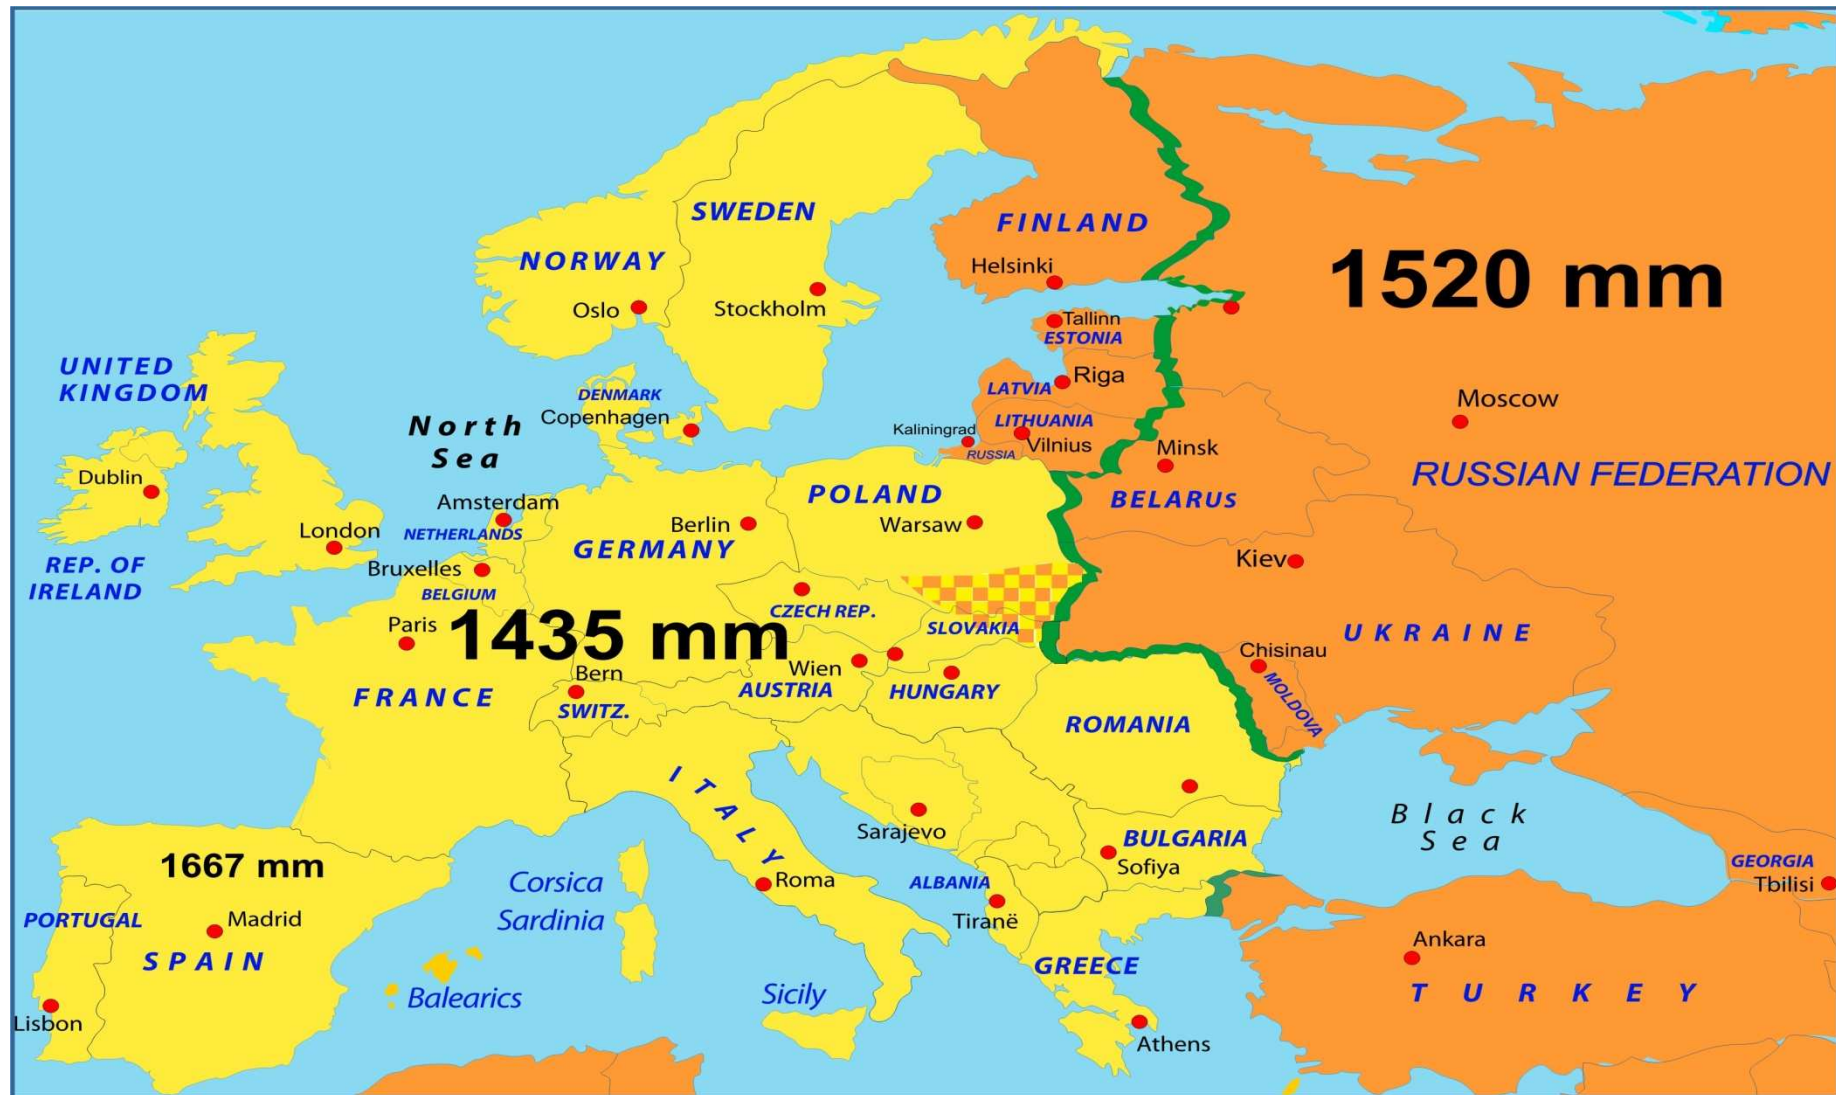 SWEDEN
FINLAND
NORWAY
1520 mm
Helsinki
Oslo
Stockholm
Tallinn
ESTONIA
UNITED
KINGDOM
DENMARK
LATVIA
Riga
Moscow
Copenhagen
North
Sea
LITHUANIA
Kaliningrad
Vilnius
RUSSIA
Minsk
RUSSIAN FEDERATION
Dublin
POLAND
BELARUS
Amsterdam
London
NETHERLANDS
Berlin
Warsaw
GERMANY
REP. OF
IRELAND
Bruxelles
BELGIUM
Kiev
CZECH REP.
Paris
1435 mm
SLOVAKIA
UKRAINE
Chisinau
Bern
Wien
FRANCE
SWITZ.
AUSTRIA
HUNGARY
MOLDOVA
ROMANIA
ITALY
Black
Sea
Sarajevo
BULGARIA
Sofiya
1667 mm
GEORGIA
Tbilisi
Corsica
Sardinia
Roma
ALBANIA
Tiranë
PORTUGAL
Madrid
SPAIN
Ankara
GREECE
TURKEY
Balearics
Sicily
Lisbon
Athens